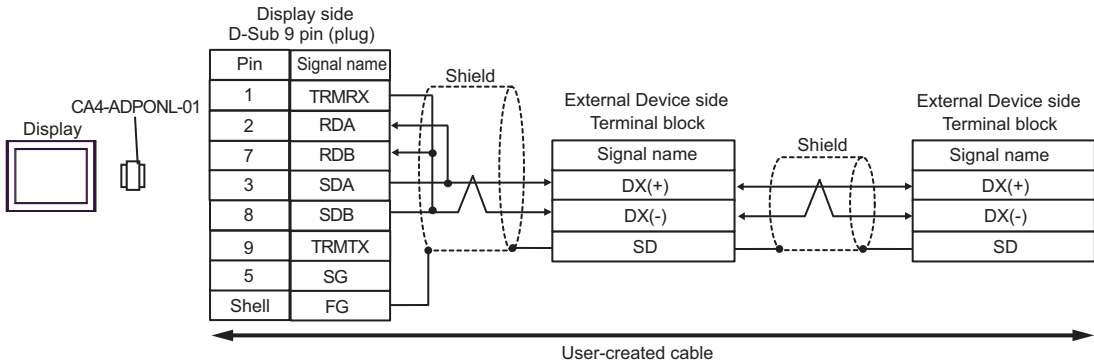 Display side
D-Sub 9 pin (plug)
Pin Signal name
1 TRMRX
2 RDA
7 RDB
3 SDA
8 SDB
9 TRMTX
5 SG
Shell FG
CA4-ADPONL-01
Display
Shield
External Device side
Terminal block
Signal name
DX(+)
DX(-)
SD
Shield
External Device side
Terminal block
Signal name
DX(+)
DX(-)
SD
User-created cable